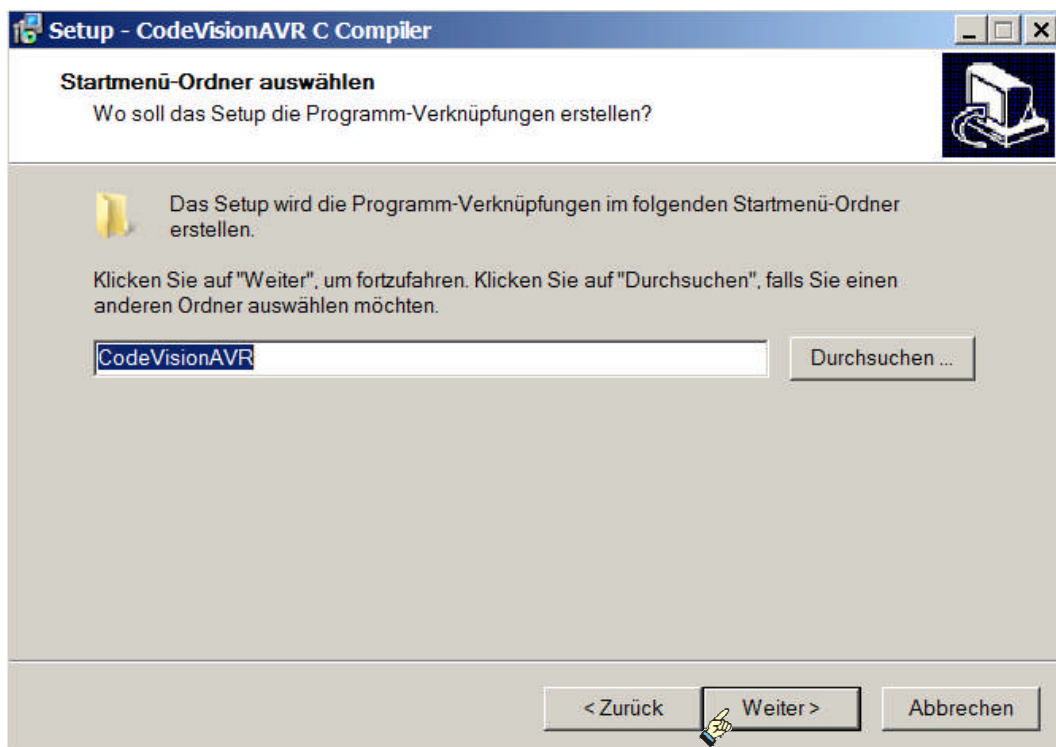 Setup - CodeVisionAVR C Compiler
Startmenü-Ordner auswählen
Wo soll das Setup die Programm-Verknüpfungen erstellen?
Das Setup wird die Programm-Verknüpfungen im folgenden Startmenü-Ordner
erstellen.
Klicken Sie auf "Weiter", um fortzufahren. Klicken Sie auf "Durchsuchen", falls Sie einen
anderen Ordner auswählen möchten.
CodeVisionAVR
Durchsuchen ...
< Zurück
Weiter >
Abbrechen